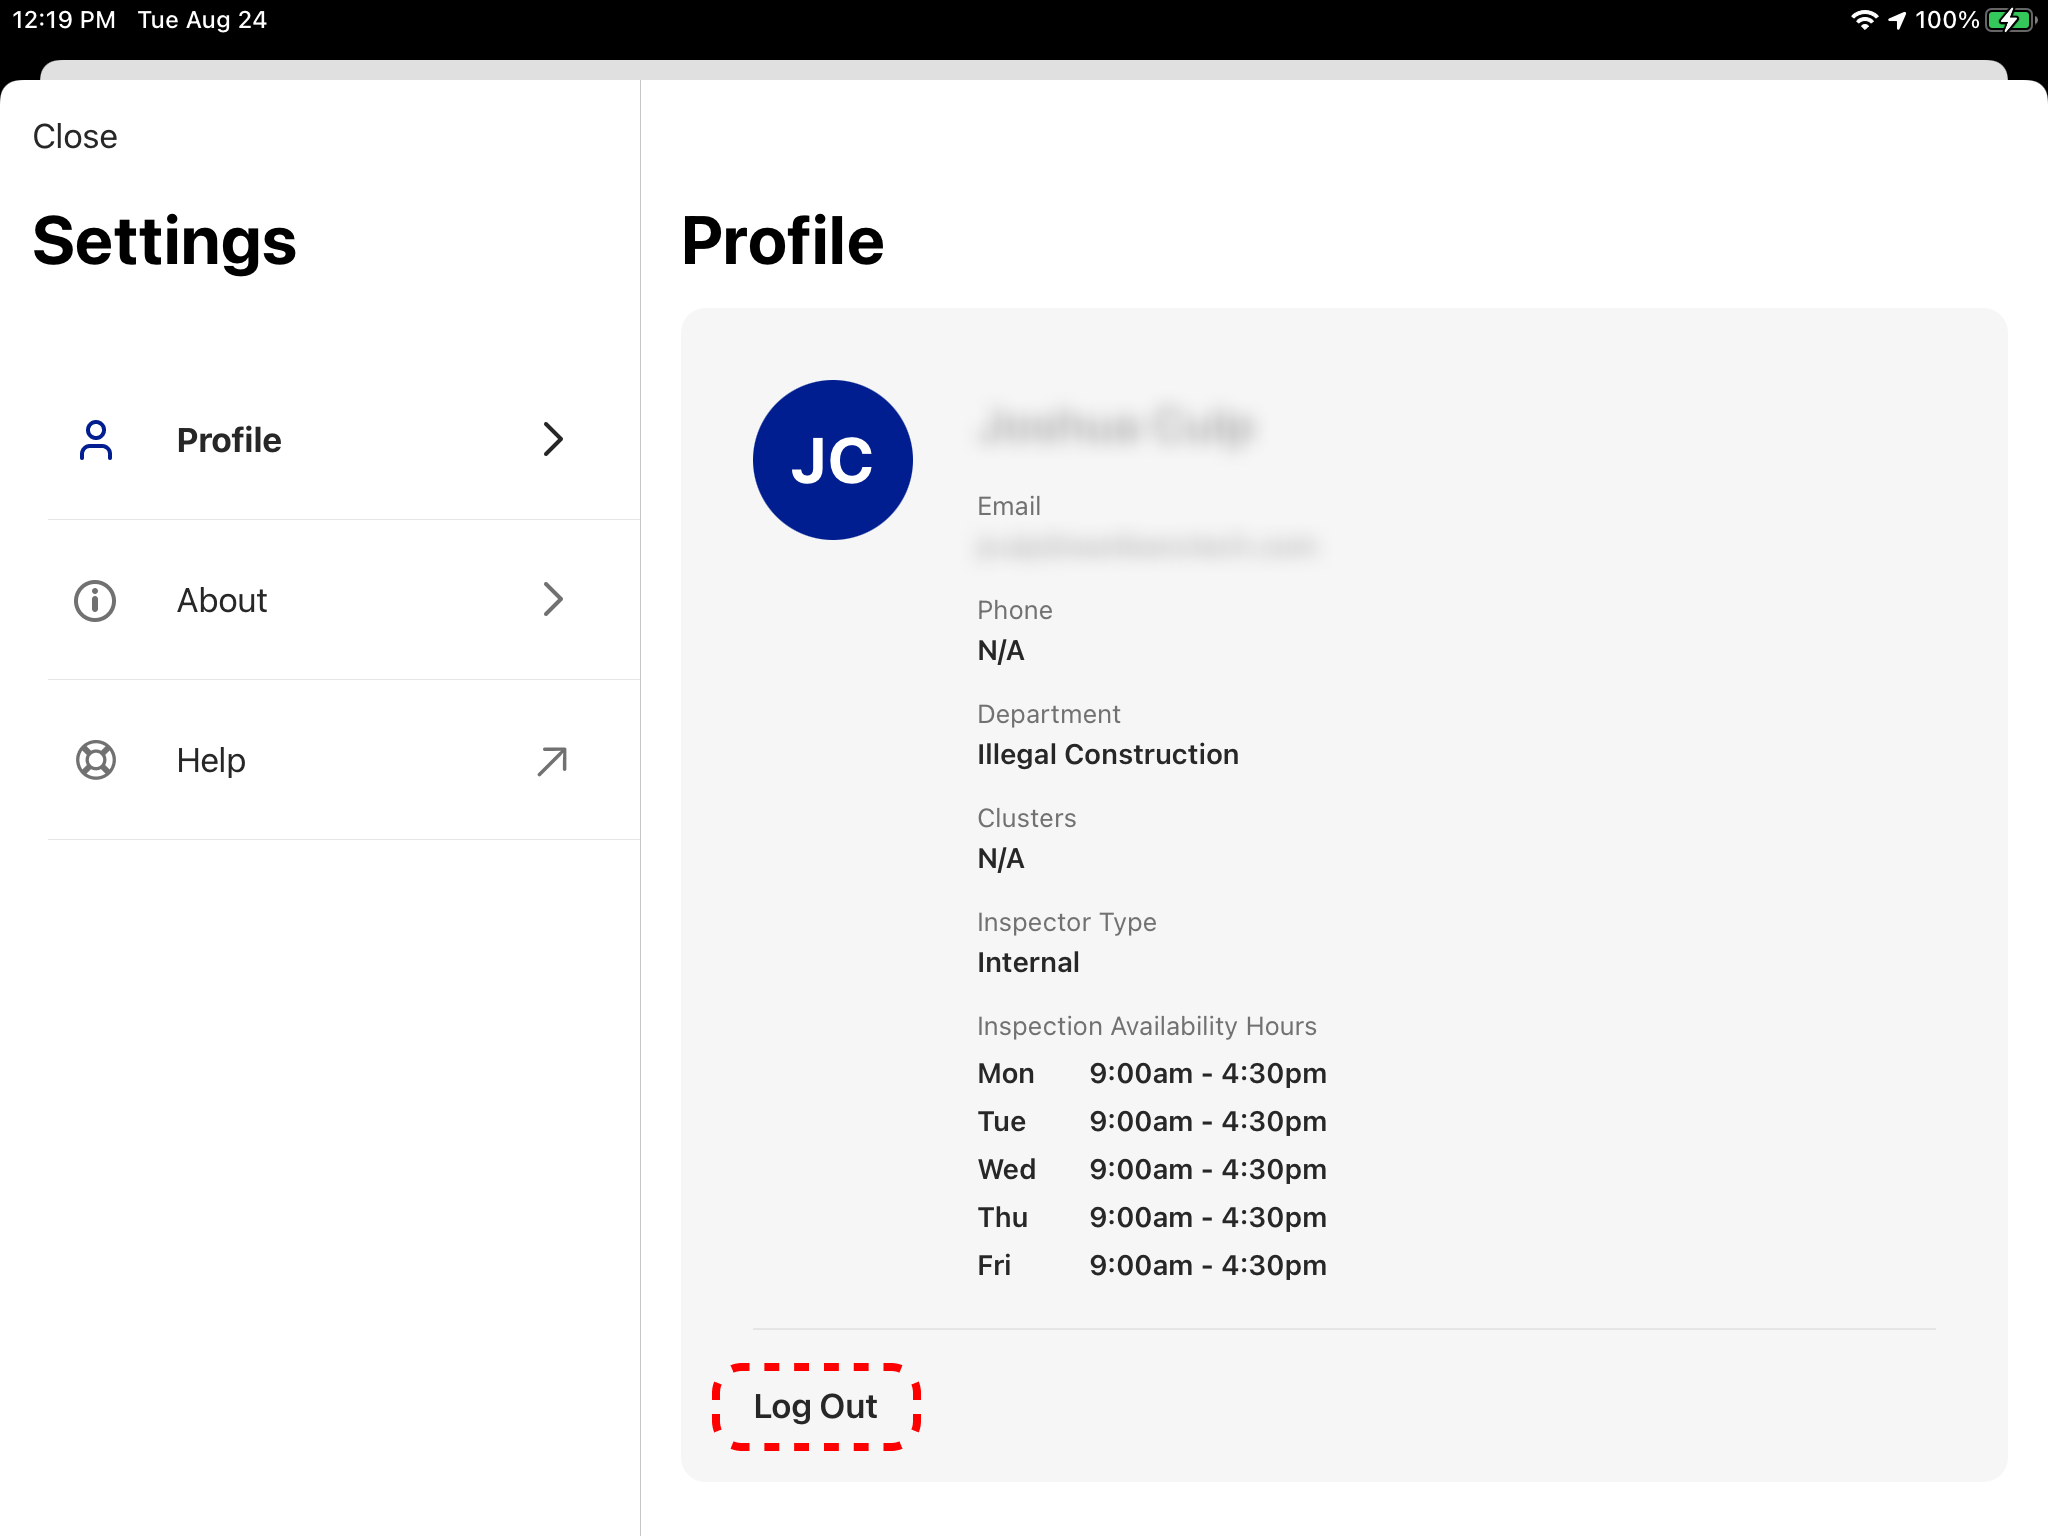 12:19 PM Tue Aug 24
100%
Close
Settings
Profile
About
Help
Profile
JC
Email
Phone
N/A
Department
Illegal Construction
Clusters
N/A
Inspector Type
Internal
Inspection Availability Hours
Mon 9:00am - 4:30pm
Tue 9:00am - 4:30pm
Wed 9:00am - 4:30pm
Thu 9:00am - 4:30pm
Fri 9:00am - 4:30pm
Log Out